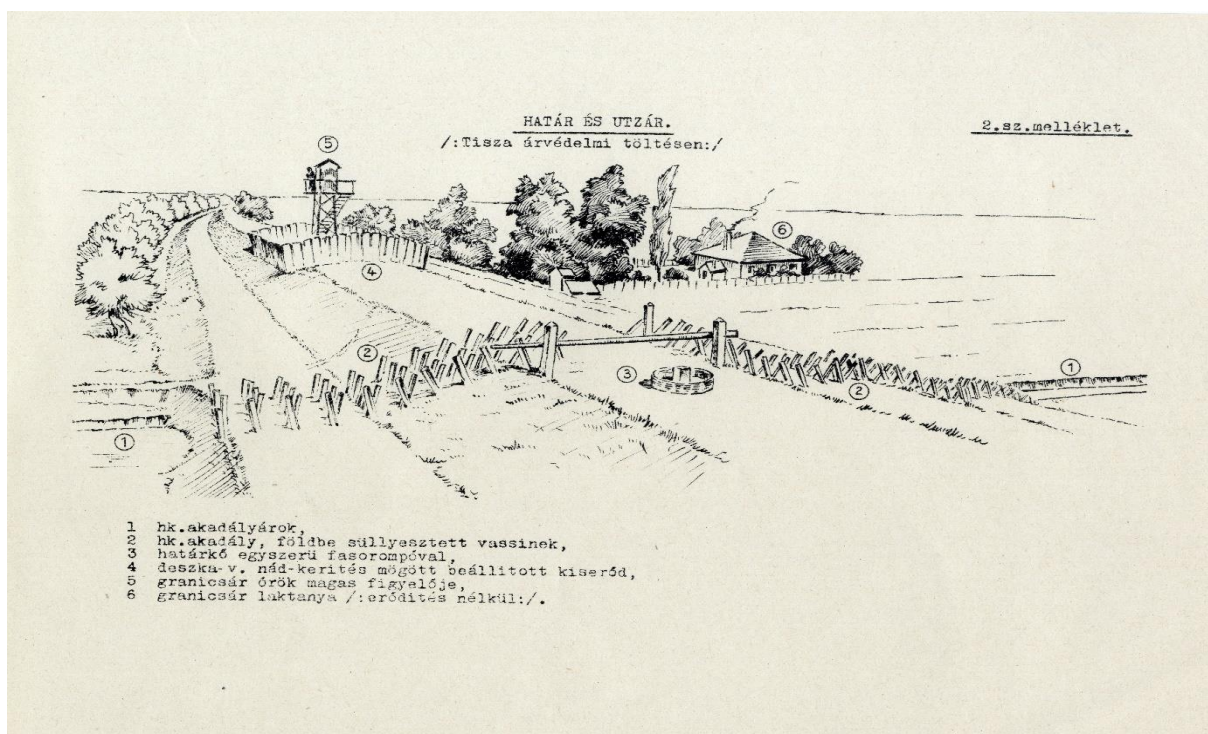 HATÁR ÉS UTZÁR.
/:Tisza árvédelmi töltésen:/
2.sz.melléklet.
5
6
4
2
3
1
2
1
1 hk.akadályárok,
2 hk.akadály, földbe süllyesztett vassinek,
3 határkő egyszerü fasorompóval,
4 deszka-v. nád-kerités mögött beállitott kiserőd,
5 granicsár őrök magas figyelője,
6 granicsár laktanya /:erődités nélkül:/.